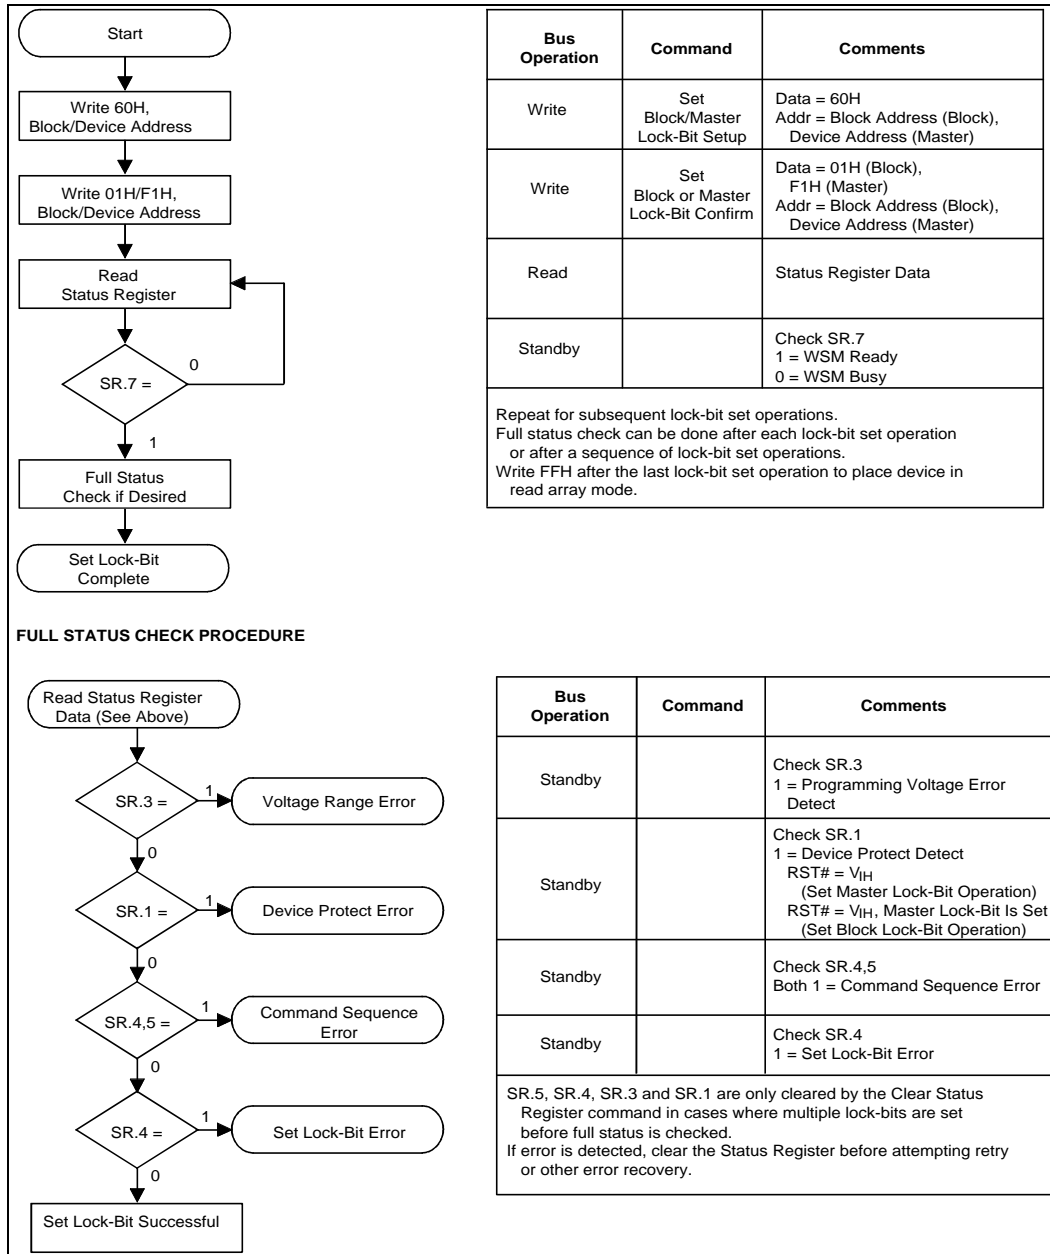 Start
Write 60H,
Block/Device Address
Write 01H/F1H,
Block/Device Address
Read
Status Register
SR.7 =
0
1
Full Status
Check if Desired
Set Lock-Bit
Complete
Bus
Operation
Command
Comments
Write
Set
Block/Master
Lock-Bit Setup
Data = 60H
Addr = Block Address (Block),
Device Address (Master)
Write
Set
Block or Master
Lock-Bit Confirm
Data = 01H (Block),
F1H (Master)
Addr = Block Address (Block),
Device Address (Master)
Read
Status Register Data
Standby
Check SR.7
1 = WSM Ready
0 = WSM Busy
Repeat for subsequent lock-bit set operations.
Full status check can be done after each lock-bit set operation
or after a sequence of lock-bit set operations.
Write FFH after the last lock-bit set operation to place device in
read array mode.
FULL STATUS CHECK PROCEDURE
Read Status Register
Data (See Above)
SR.3 =
1
Voltage Range Error
0
SR.1 =
1
Device Protect Error
0
SR.4,5 =
1
Command Sequence
Error
0
SR.4 =
1
Set Lock-Bit Error
0
Set Lock-Bit Successful
Bus
Operation
Command
Comments
Standby
Check SR.3
1 = Programming Voltage Error
Detect
Standby
Check SR.1
1 = Device Protect Detect
RST# = VIH
(Set Master Lock-Bit Operation)
RST# = VIH, Master Lock-Bit Is Set
(Set Block Lock-Bit Operation)
Standby
Check SR.4,5
Both 1 = Command Sequence Error
Standby
Check SR.4
1 = Set Lock-Bit Error
SR.5, SR.4, SR.3 and SR.1 are only cleared by the Clear Status
Register command in cases where multiple lock-bits are set
before full status is checked.
If error is detected, clear the Status Register before attempting retry
or other error recovery.